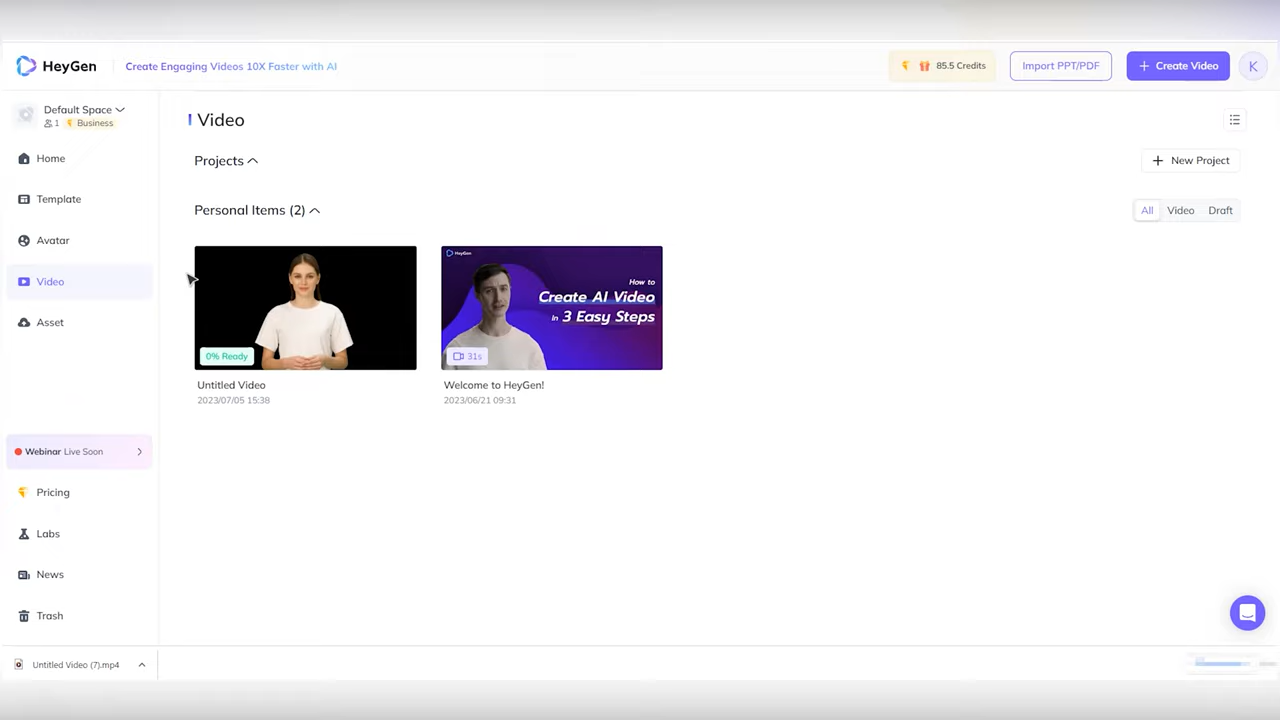 HeyGen
Create Engaging Videos 10X Faster with AI
85.5 Credits
Import PPT/PDF
+ Create Video
K
Default Space
1 Business
Home
Template
Avatar
Video
Asset
Webinar Live Soon
Pricing
Labs
News
Trash
Video
Projects
+ New Project
Personal Items (2)
All Video Draft
0% Ready
Untitled Video
2023/07/05 15:38
HeyGen
How to
Create AI Video
in 3 Easy Steps
31s
Welcome to HeyGen!
2023/06/21 09:31
Untitled Video (7).mp4